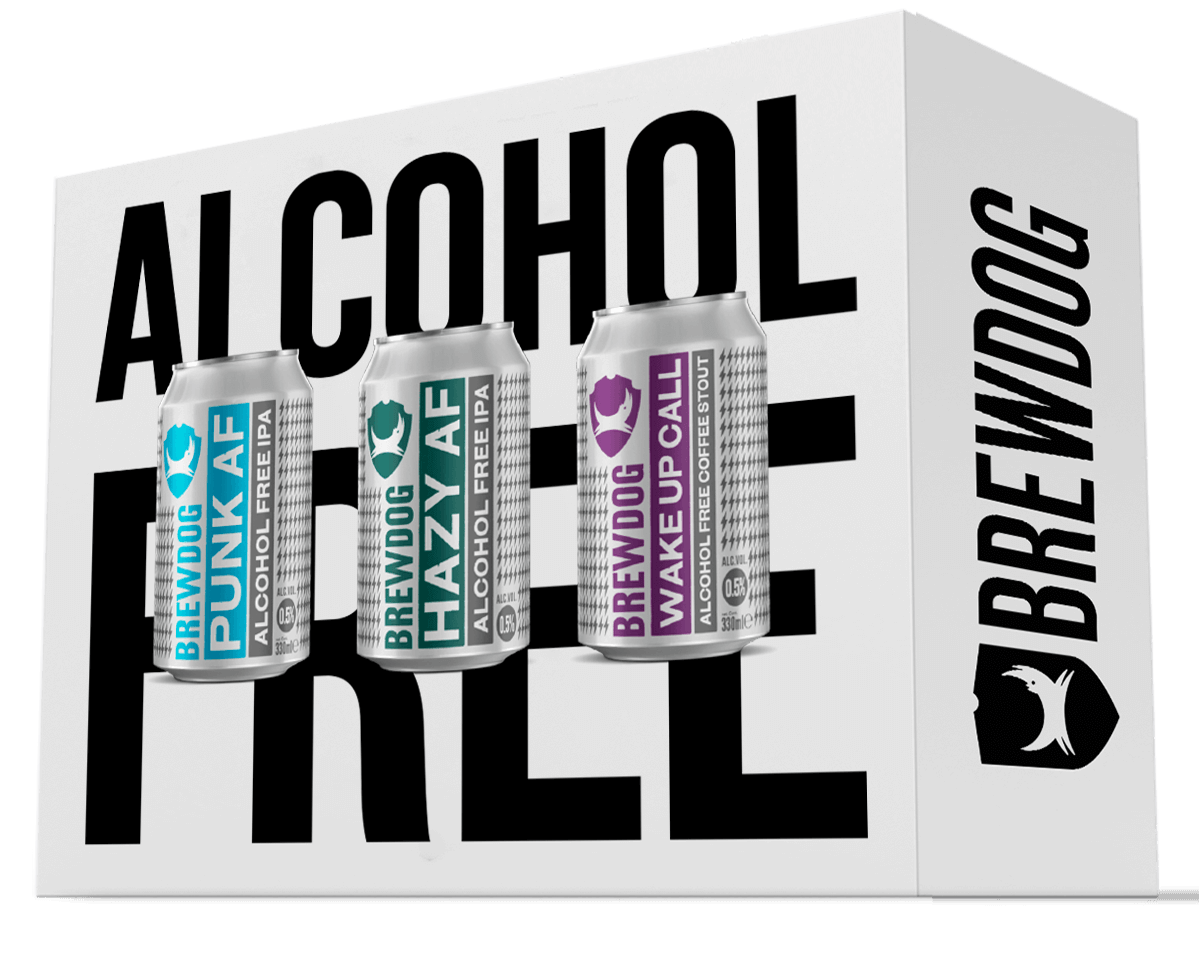 ALCOHOL
FREE
BREWDOG
PUNK AF
ALCOHOL FREE IPA
ALC.VOL.
0.5%
330ml℮
BREWDOG
HAZY AF
ALCOHOL FREE IPA
ALC.VOL.
0.5%
BREWDOG
WAKE UP CALL
ALCOHOL FREE COFFEE STOUT
ALC.VOL.
0.5%
330ml℮
BREWDOG